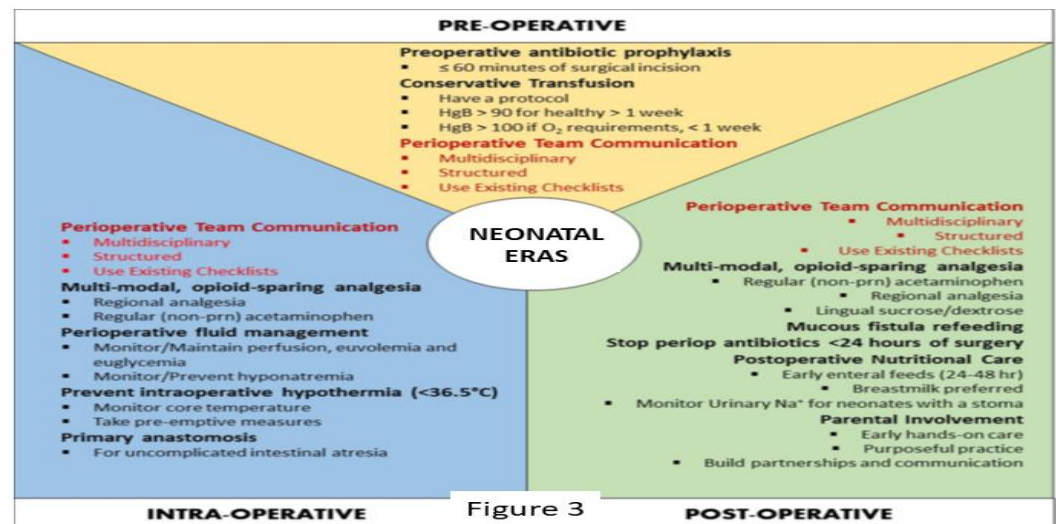 PRE-OPERATIVE
Preoperative antibiotic prophylaxis
▪ ≤ 60 minutes of surgical incision
Conservative Transfusion
▪ Have a protocol
▪ HgB > 90 for healthy > 1 week
▪ HgB > 100 if O₂ requirements, < 1 week
Perioperative Team Communication
▪ Multidisciplinary
▪ Structured
▪ Use Existing Checklists
NEONATAL
ERAS
Perioperative Team Communication
▪ Multidisciplinary
▪ Structured
▪ Use Existing Checklists
Multi-modal, opioid-sparing analgesia
▪ Regional analgesia
▪ Regular (non-prn) acetaminophen
Perioperative fluid management
▪ Monitor/Maintain perfusion, euvolemia and
euglycemia
▪ Monitor/Prevent hyponatremia
Prevent intraoperative hypothermia (<36.5°C)
▪ Monitor core temperature
▪ Take pre-emptive measures
Primary anastomosis
▪ For uncomplicated intestinal atresia
Perioperative Team Communication
▪ Multidisciplinary
▪ Structured
▪ Use Existing Checklists
Multi-modal, opioid-sparing analgesia
▪ Regular (non-prn) acetaminophen
▪ Regional analgesia
▪ Lingual sucrose/dextrose
Mucous fistula refeeding
Stop periop antibiotics <24 hours of surgery
Postoperative Nutritional Care
▪ Early enteral feeds (24-48 hr)
▪ Breastmilk preferred
▪ Monitor Urinary Na⁺ for neonates with a stoma
Parental Involvement
▪ Early hands-on care
▪ Purposeful practice
▪ Build partnerships and communication
INTRA-OPERATIVE
Figure 3
POST-OPERATIVE